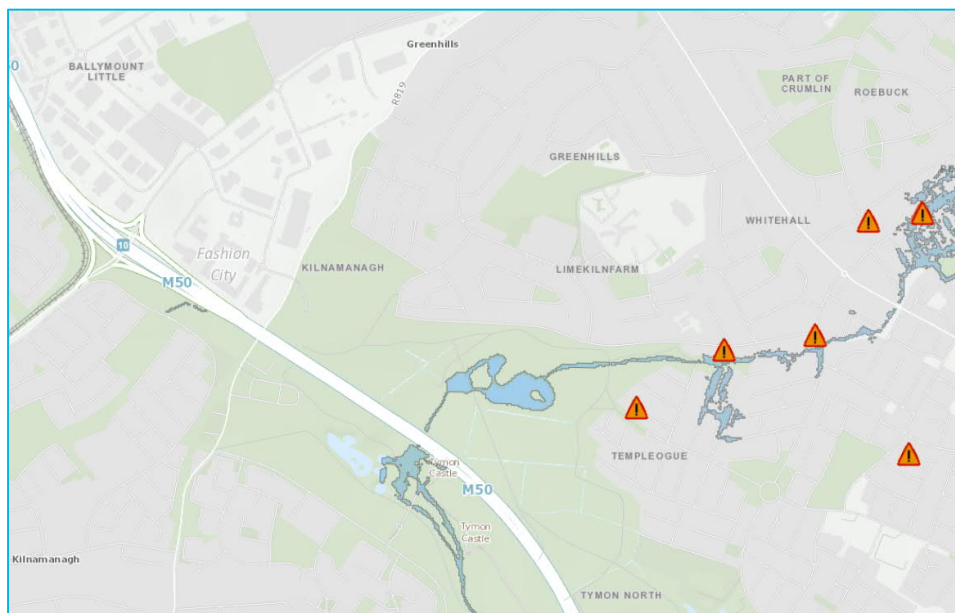 Greenhills
BALLYMOUNT
LITTLE
R819
PART OF
CRUMLIN
ROEBUCK
GREENHILLS
WHITEHALL
10
Fashion
City
KILNAMANAGH
LIMEKILNFARM
M50
TEMPLEOGUE
Tymon
Castle
M50
Tymon
Castle
Kilnamanagh
TYMON NORTH